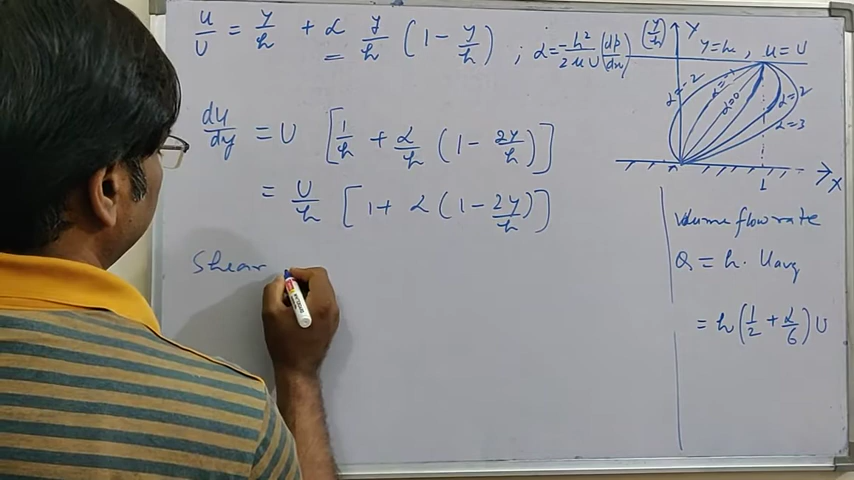 u/U = y/h + α y/h (1 - y/h) ; α = -h²/2μU (dp/dx)
du/dy = U [1/h + α/h (1 - 2y/h)]
= U/h [1 + α (1 - 2y/h)]
Shear
(y/h) Y
y=h, u=U
α=-2
α=0
α=2
α=3
1
X
Volume flow rate
Q = h. Uavg
= h (1/2 + α/6) U